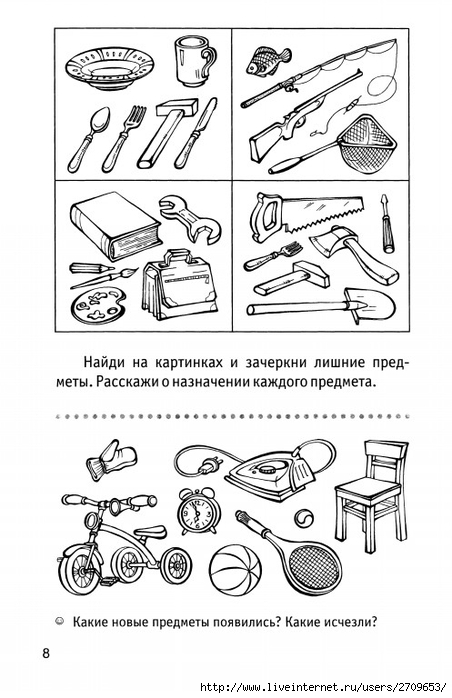 Найди на картинках и зачеркни лишние пред-
меты. Расскажи о назначении каждого предмета.
Какие новые предметы появились? Какие исчезли?
8
http://www.liveinternet.ru/users/2709653/